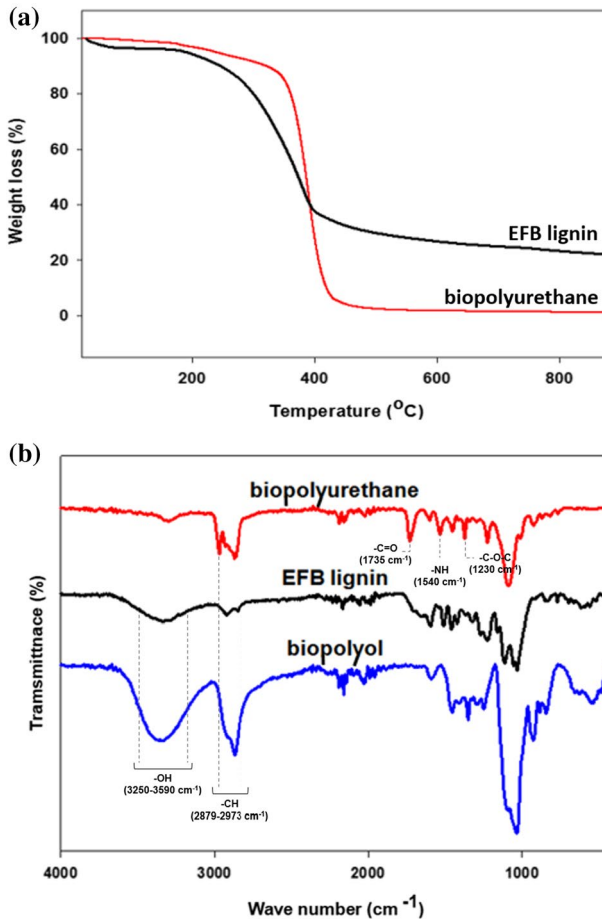 (a)
100
80
60
40
20
0
Weight loss (%)
EFB lignin
biopolyurethane
200
400
600
800
Temperature (ºC)
(b)
biopolyurethane
-C=O
(1735 cm⁻¹)
-NH
(1540 cm⁻¹)
-C-O-C
(1230 cm⁻¹)
EFB lignin
biopolyol
-OH
(3250-3590 cm⁻¹)
-CH
(2879-2973 cm⁻¹)
Tramsmittnace (%)
4000
3000
2000
1000
Wave number (cm ⁻¹)